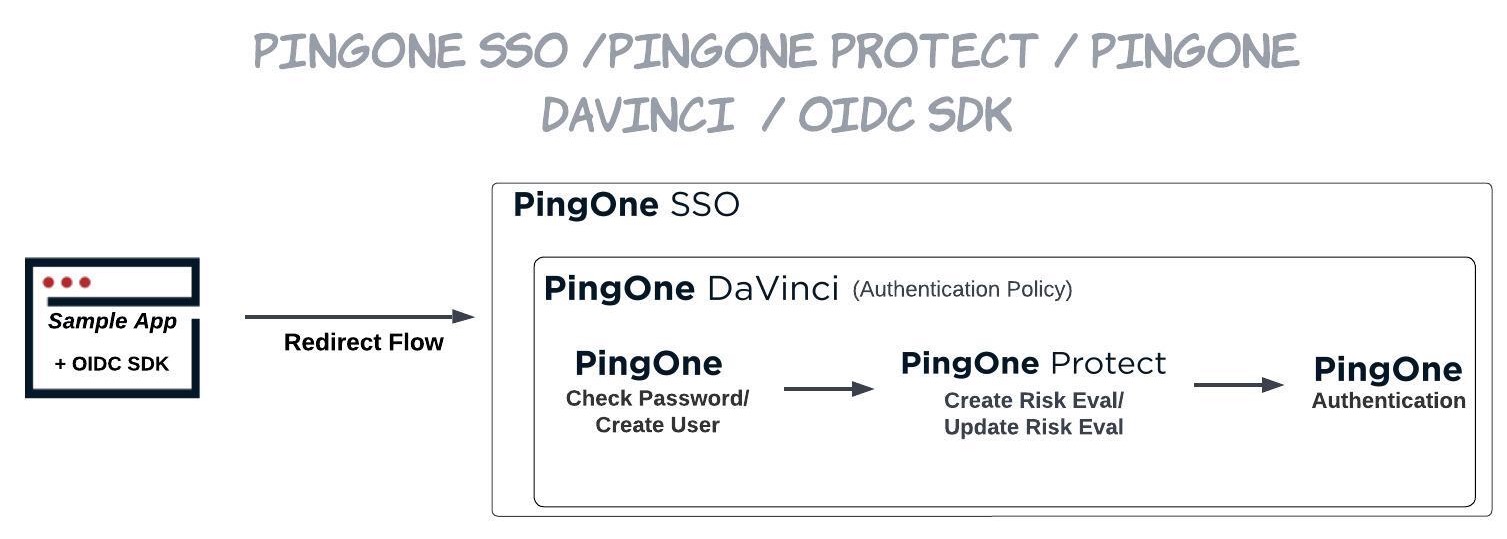 PINGONE SSO /PINGONE PROTECT / PINGONE
DAVINCI / OIDC SDK
PingOne SSO
PingOne DaVinci (Authentication Policy)
Sample App
+ OIDC SDK
Redirect Flow
PingOne
Check Password/
Create User
PingOne Protect
Create Risk Eval/
Update Risk Eval
PingOne
Authentication